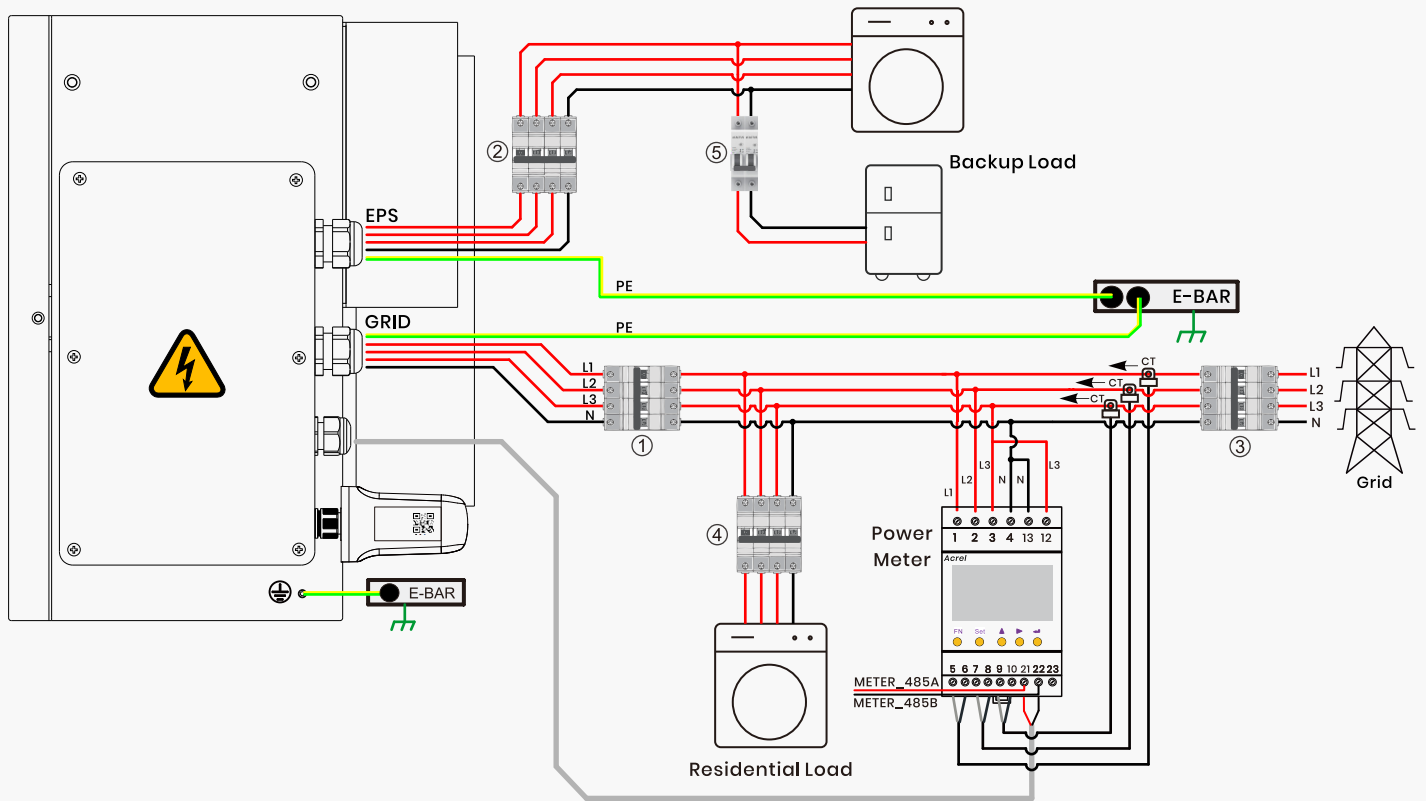 ②
⑤
Backup Load
EPS
PE
E-BAR
GRID
PE
L1
L2
L3
N
①
CT
CT
CT
③
L1
L2
L3
N
Grid
L1
L2
L3
N
N
L3
④
Power
Meter
1 2 3 4 13 12
Acrel
FN Set
E-BAR
5 6 7 8 9 10 21 22 23
METER_485A
METER_485B
Residential Load